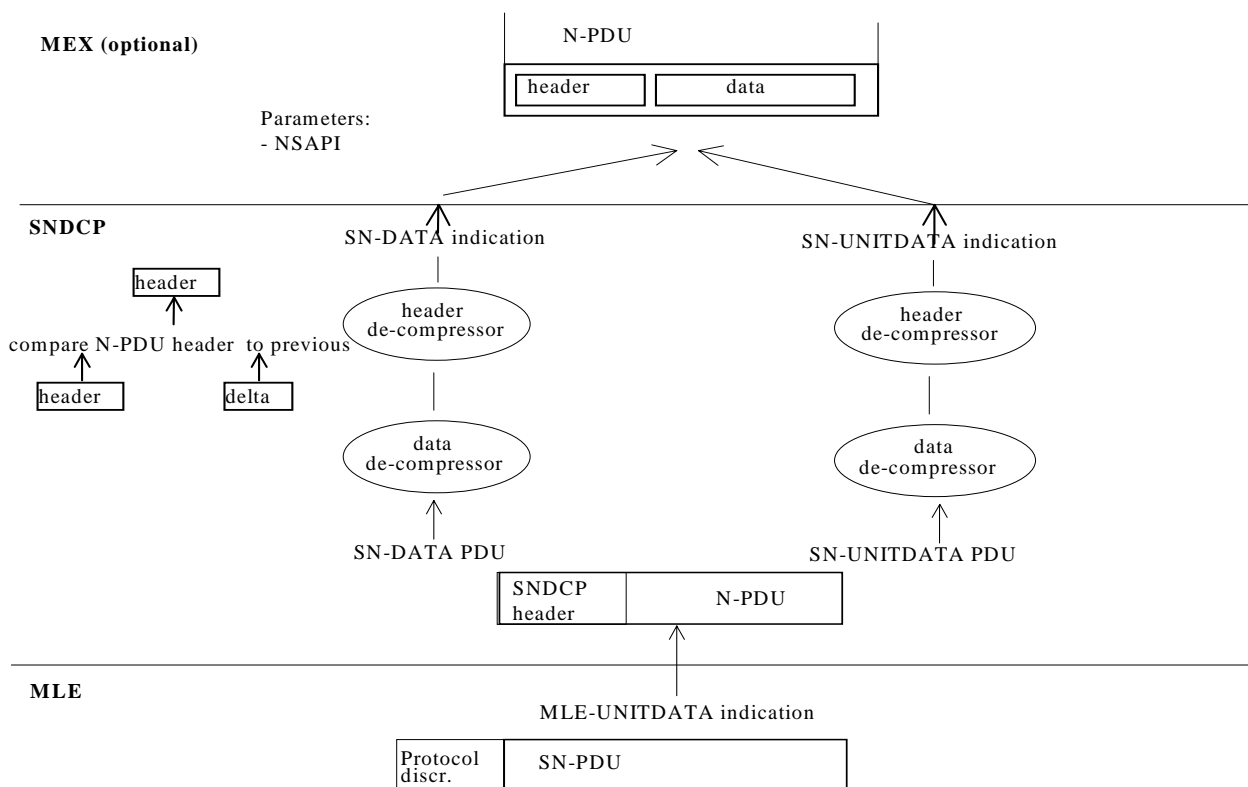 N-PDU
MEX (optional)
header
data
Parameters:
- NSAPI
SNDCP
SN-DATA indication
SN-UNITDATA indication
header
header
de-compressor
header
de-compressor
compare N-PDU header to previous
header
delta
data
de-compressor
data
de-compressor
SN-DATA PDU
SN-UNITDATA PDU
SNDCP
header
N-PDU
MLE
MLE-UNITDATA indication
Protocol
discr.
SN-PDU